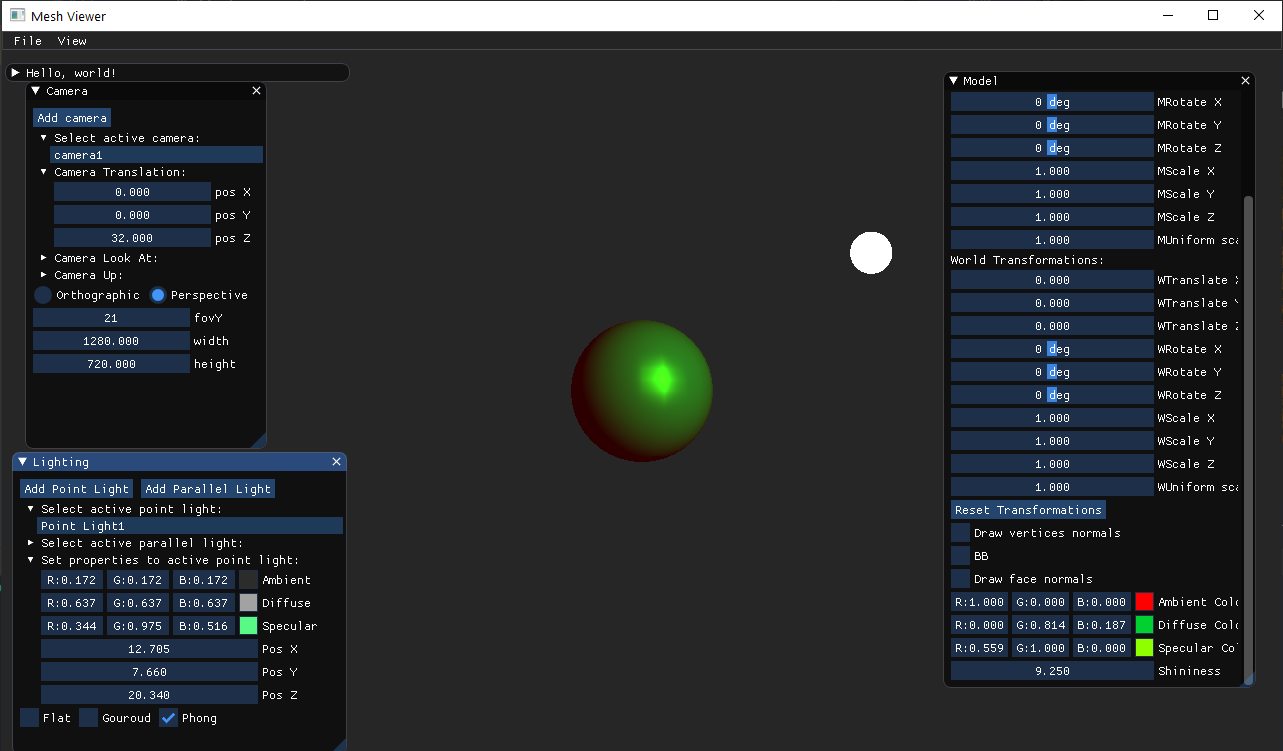 Mesh Viewer
File View
Hello, world!
Camera
Add camera
Select active camera:
camera1
Camera Translation:
0.000 pos X
0.000 pos Y
32.000 pos Z
Camera Look At:
Camera Up:
Orthographic Perspective
21 fovY
1280.000 width
720.000 height
Lighting
Add Point Light Add Parallel Light
Select active point light:
Point Light1
Select active parallel light:
Set properties to active point light:
R:0.172 G:0.172 B:0.172 Ambient
R:0.637 G:0.637 B:0.637 Diffuse
R:0.344 G:0.975 B:0.516 Specular
12.705 Pos X
7.660 Pos Y
20.340 Pos Z
Flat Gouroud Phong
Model
0 deg MRotate X
0 deg MRotate Y
0 deg MRotate Z
1.000 MScale X
1.000 MScale Y
1.000 MScale Z
1.000 MUniform sca
World Transformations:
0.000 WTranslate X
0.000 WTranslate Y
0.000 WTranslate Z
0 deg WRotate X
0 deg WRotate Y
0 deg WRotate Z
1.000 WScale X
1.000 WScale Y
1.000 WScale Z
1.000 WUniform sca
Reset Transformations
Draw vertices normals
BB
Draw face normals
R:1.000 G:0.000 B:0.000 Ambient Colo
R:0.000 G:0.814 B:0.187 Diffuse Colo
R:0.559 G:1.000 B:0.000 Specular Co
9.250 Shininess